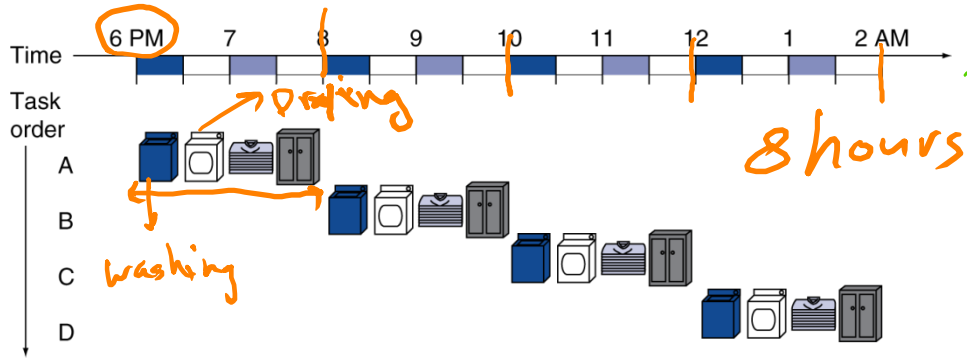 6 PM 7 8 9 10 11 12 1 2 AM
Time
Task
order
Drying
A
8 hours
B
washing
C
D